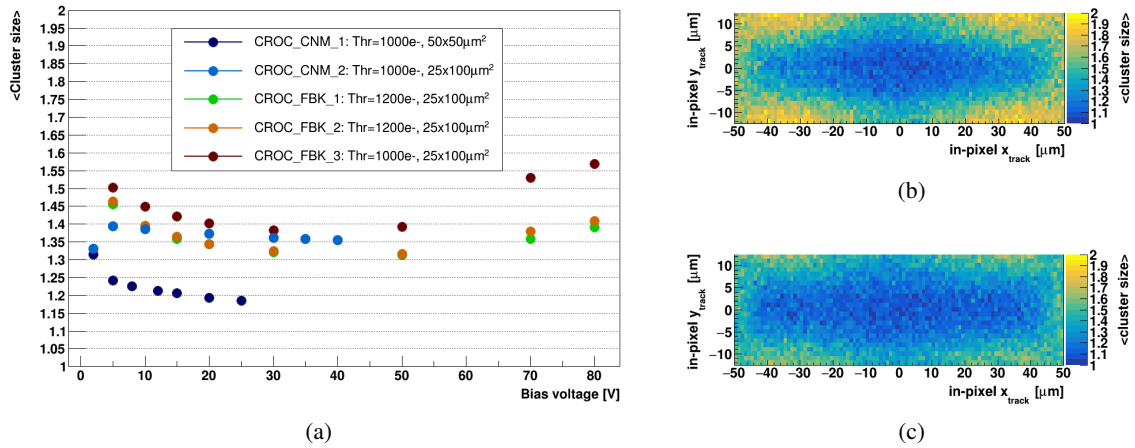 <Cluster size>
2
1.95
1.9
1.85
1.8
1.75
1.7
1.65
1.6
1.55
1.5
1.45
1.4
1.35
1.3
1.25
1.2
1.15
1.1
1.05
1
CROC_CNM_1: Thr=1000e-, 50x50μm²
CROC_CNM_2: Thr=1000e-, 25x100μm²
CROC_FBK_1: Thr=1200e-, 25x100μm²
CROC_FBK_2: Thr=1200e-, 25x100μm²
CROC_FBK_3: Thr=1000e-, 25x100μm²
0 10 20 30 40 50 60 70 80
Bias voltage [V]
(a)
in-pixel y_track [μm]
10
5
0
−5
−10
−50 −40 −30 −20 −10 0 10 20 30 40 50
in-pixel x_track [μm]
2
1.9
1.8
1.7
1.6
1.5
1.4
1.3
1.2
1.1
1
<cluster size>
(b)
in-pixel y_track [μm]
10
5
0
−5
−10
−50 −40 −30 −20 −10 0 10 20 30 40 50
in-pixel x_track [μm]
2
1.9
1.8
1.7
1.6
1.5
1.4
1.3
1.2
1.1
1
<cluster size>
(c)